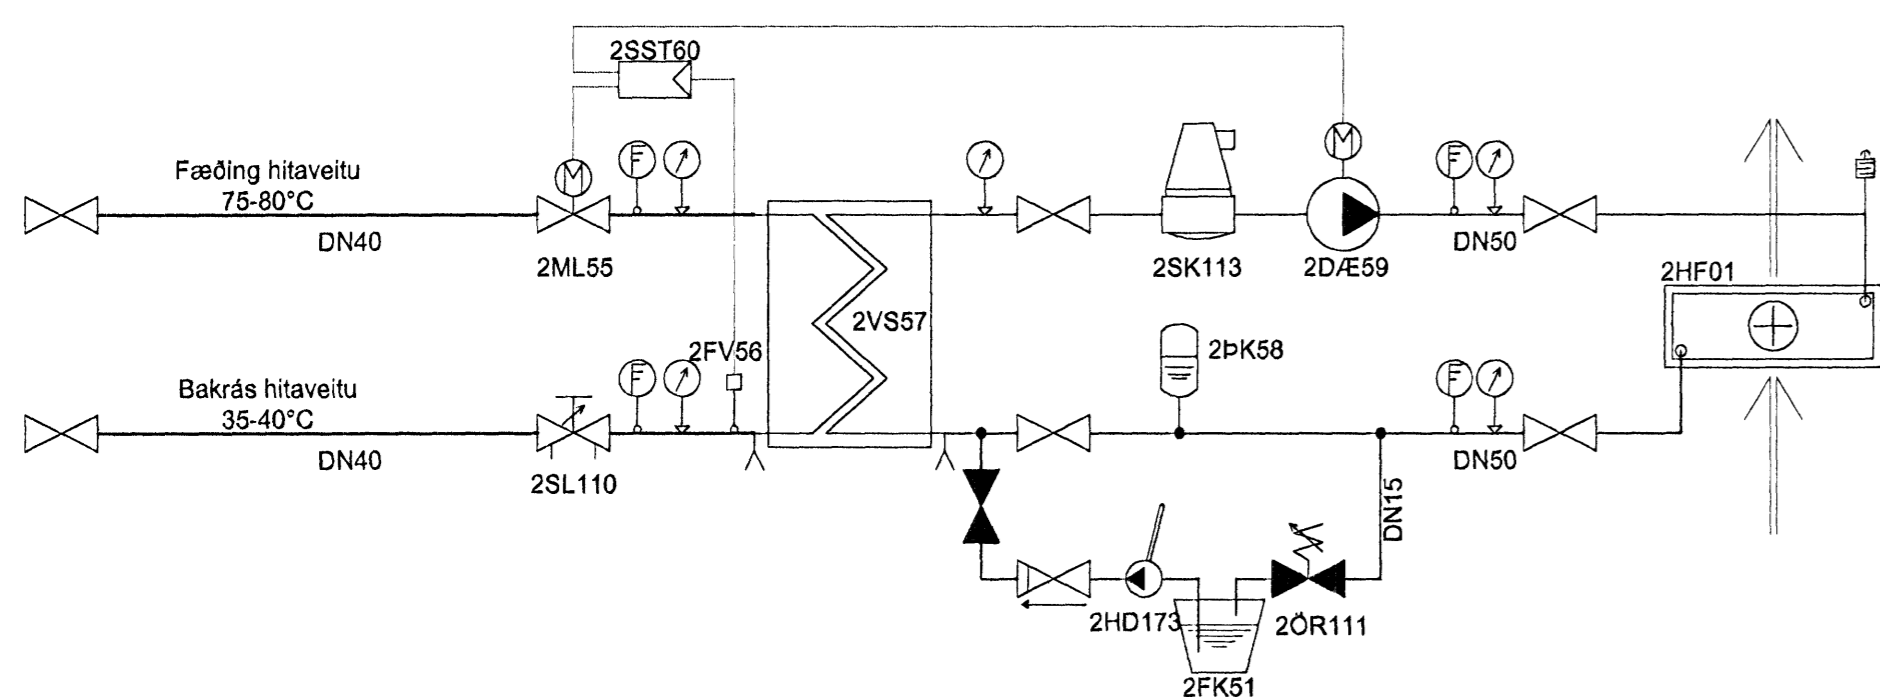 2SST60
M
M
F
F
Fæðing hitaveitu
75-80°C
DN40
2ML55
2SK113
2DÆ59
DN50
2HF01
2VS57
2FV56
2ÞK58
F
F
Bakrás hitaveitu
35-40°C
DN40
2SL110
DN50
DN15
2HD173
2ÖR111
2FK51